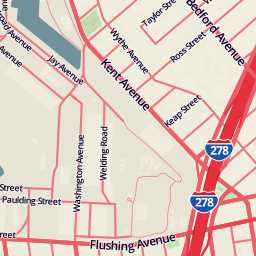 Taylor Street
Bedford Avenue
Wythe Avenue
Ross Street
Jay Avenue
Kent Avenue
Keap Street
278
Washington Avenue
Welding Road
278
Street
Paulding Street
Flushing Avenue